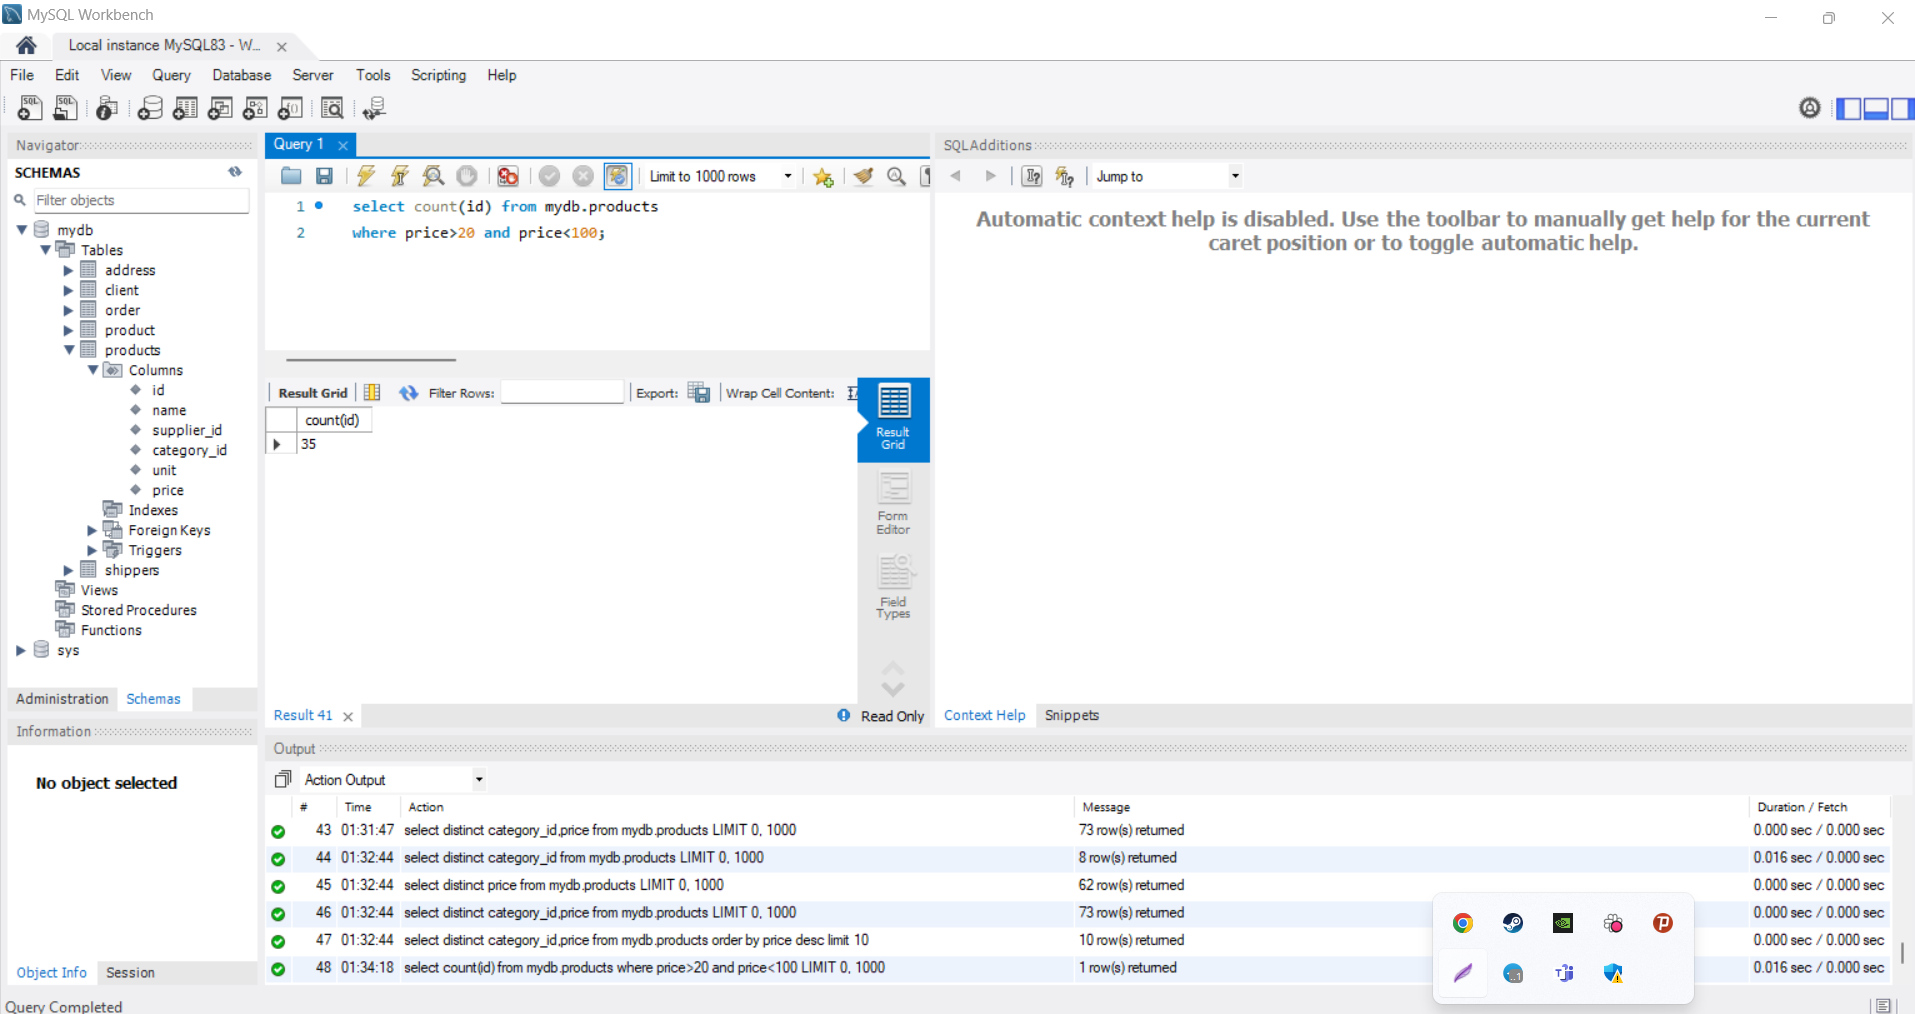 MySQL Workbench
Local instance MySQL83 - W...
File Edit View Query Database Server Tools Scripting Help
Navigator
SCHEMAS
Filter objects
mydb
Tables
address
client
order
product
products
Columns
id
name
supplier_id
category_id
unit
price
Indexes
Foreign Keys
Triggers
shippers
Views
Stored Procedures
Functions
sys
Administration Schemas
Information
No object selected
Object Info Session
Query Completed
Query 1
Limit to 1000 rows
1 select count(id) from mydb.products
2 where price>20 and price<100;
Result Grid Filter Rows: Export: Wrap Cell Content:
count(id)
35
Result Grid
Form Editor
Field Types
Result 41 Read Only
SQLAdditions
Jump to
Automatic context help is disabled. Use the toolbar to manually get help for the current
caret position or to toggle automatic help.
Context Help Snippets
Output
Action Output
# Time Action Message Duration / Fetch
43 01:31:47 select distinct category_id,price from mydb.products LIMIT 0, 1000 73 row(s) returned 0.000 sec / 0.000 sec
44 01:32:44 select distinct category_id from mydb.products LIMIT 0, 1000 8 row(s) returned 0.016 sec / 0.000 sec
45 01:32:44 select distinct price from mydb.products LIMIT 0, 1000 62 row(s) returned 0.000 sec / 0.000 sec
46 01:32:44 select distinct category_id,price from mydb.products LIMIT 0, 1000 73 row(s) returned 0.000 sec / 0.000 sec
47 01:32:44 select distinct category_id,price from mydb.products order by price desc limit 10 10 row(s) returned 0.000 sec / 0.000 sec
48 01:34:18 select count(id) from mydb.products where price>20 and price<100 LIMIT 0, 1000 1 row(s) returned 0.016 sec / 0.000 sec